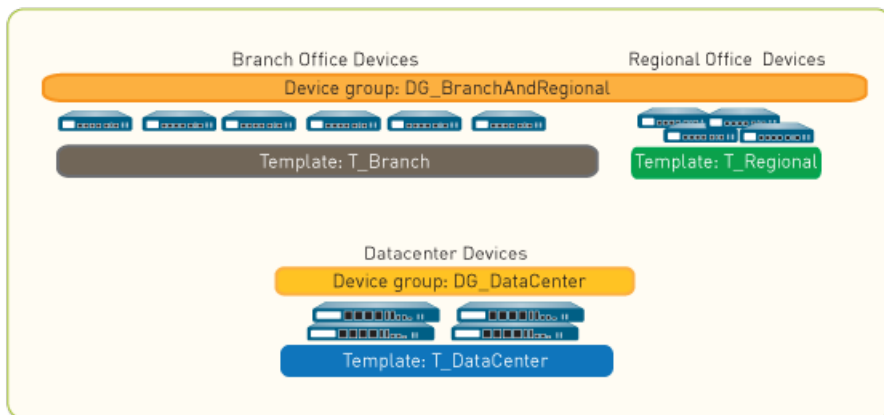 Branch Office Devices
Regional Office Devices
Device group: DG_BranchAndRegional
Template: T_Branch
Template: T_Regional
Datacenter Devices
Device group: DG_DataCenter
Template: T_DataCenter